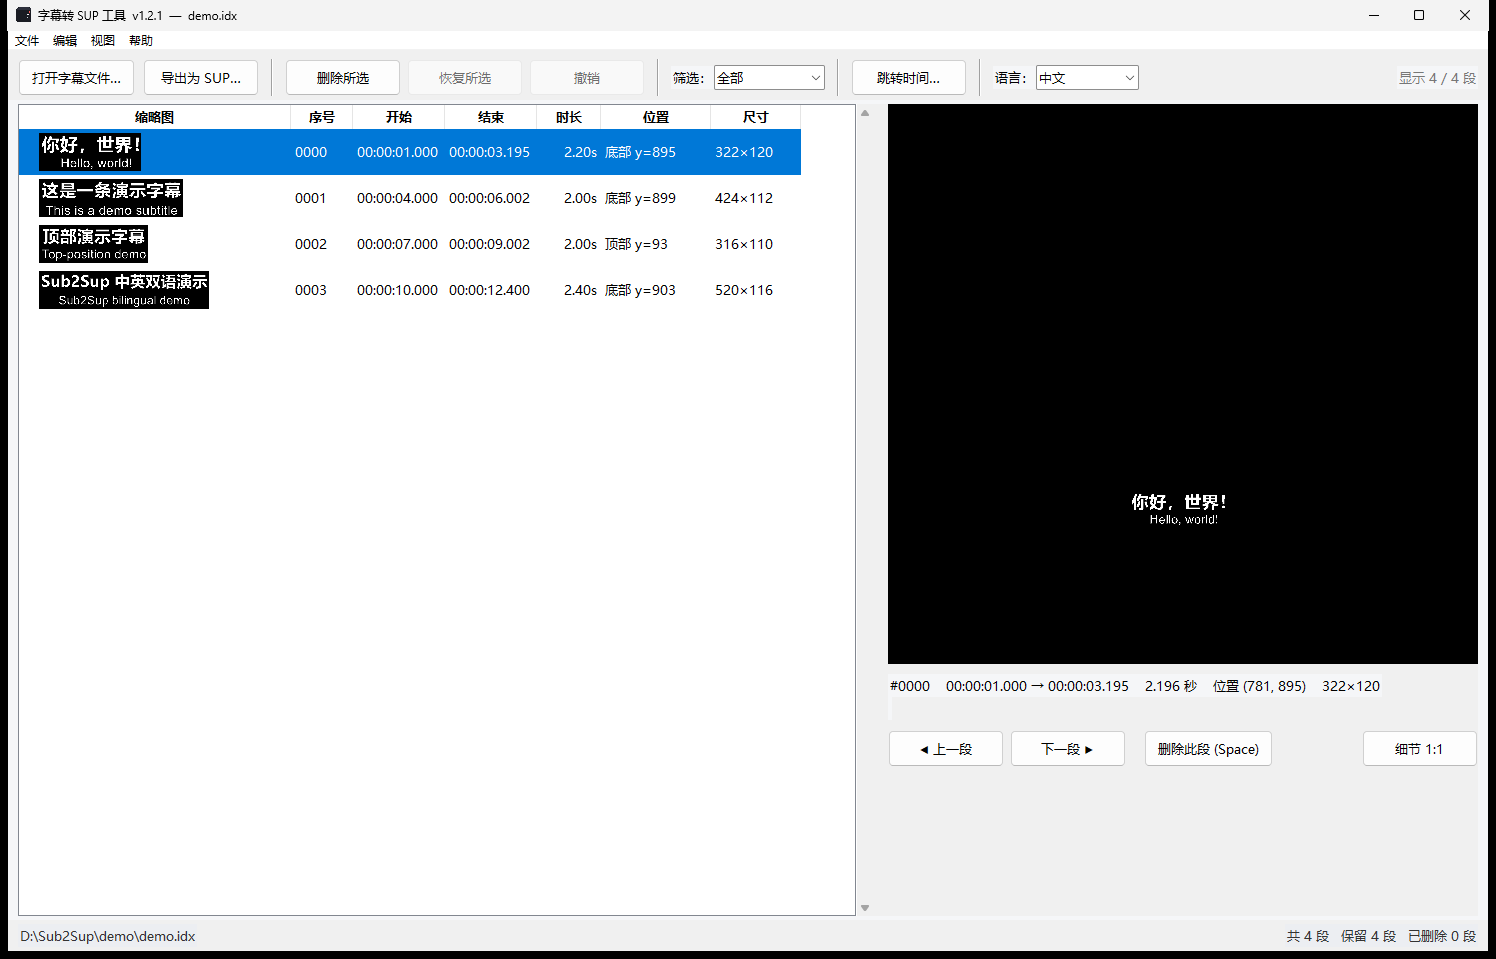 字幕转 SUP 工具 v1.2.1 — demo.idx
文件 编辑 视图 帮助
打开字幕文件... 导出为 SUP... 删除所选 恢复所选 撤销 筛选： 全部 跳转时间... 语言： 中文 显示 4 / 4 段
缩略图 序号 开始 结束 时长 位置 尺寸
你好，世界！
Hello, world!
0000 00:00:01.000 00:00:03.195 2.20s 底部 y=895 322×120
这是一条演示字幕
This is a demo subtitle
0001 00:00:04.000 00:00:06.002 2.00s 底部 y=899 424×112
顶部演示字幕
Top-position demo
0002 00:00:07.000 00:00:09.002 2.00s 顶部 y=93 316×110
Sub2Sup 中英双语演示
Sub2Sup bilingual demo
0003 00:00:10.000 00:00:12.400 2.40s 底部 y=903 520×116
你好，世界！
Hello, world!
#0000 00:00:01.000 → 00:00:03.195 2.196 秒 位置 (781, 895) 322×120
◄ 上一段 下一段 ► 删除此段 (Space) 细节 1:1
D:\Sub2Sup\demo\demo.idx 共 4 段 保留 4 段 已删除 0 段